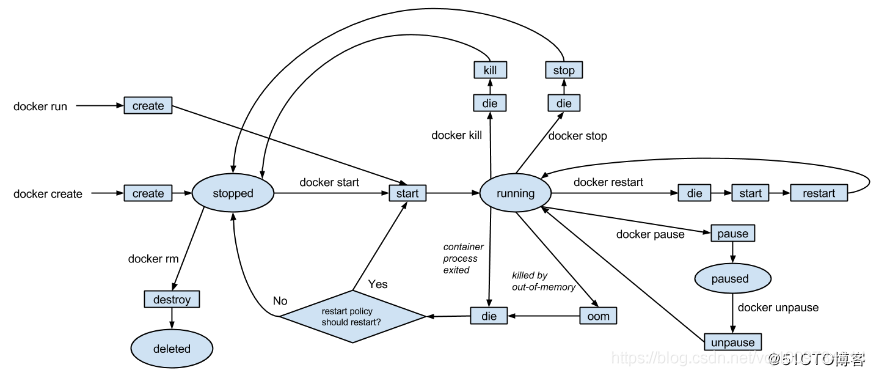 kill
stop
die
die
docker run
create
docker kill
docker stop
docker create
create
stopped
docker start
start
running
docker restart
die
start
restart
docker rm
container
process
exited
killed by
out-of-memory
docker pause
pause
paused
docker unpause
unpause
No
Yes
restart policy
should restart?
die
oom
destroy
deleted
https://blog.csdn.net/
@51CTO博客